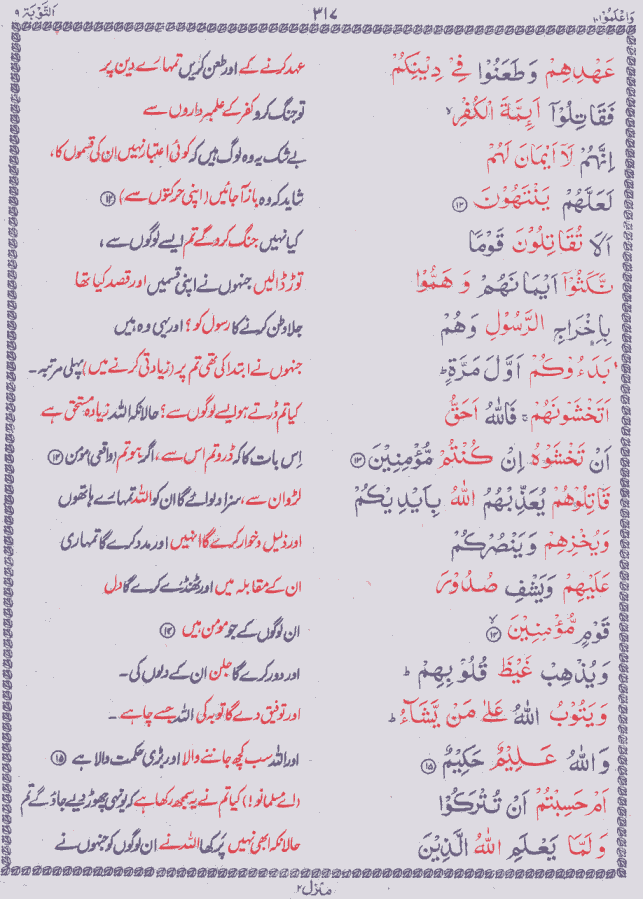 وَاعْلَمُوْٓا ١٠
٣١٧
اَلتَّوْبَة ٩
عَهْدِهِمْ وَطَعَنُوْا فِيْ دِيْنِكُمْ
عہد کرنے کے اور طعن کریں تمہارے دین پر
فَقَاتِلُوْٓا اَئِمَّةَ الْكُفْرِ ۙ
تو جنگ کرو کفر کے علمبرداروں سے
اِنَّهُمْ لَآ اَيْمَانَ لَهُمْ
بے شک یہ وہ لوگ ہیں کہ کوئی اعتبار نہیں ان کی قسموں کا،
لَعَلَّهُمْ يَنْتَهُوْنَ ﴿١٢﴾
شاید کہ وہ باز آ جائیں (اپنی حرکتوں سے) ﴿١٢﴾
اَلَا تُقَاتِلُوْنَ قَوْمًا
کیا نہیں جنگ کرو گے تم ایسے لوگوں سے،
نَّكَثُوْٓا اَيْمَانَهُمْ وَ هَمُّوْا
توڑ ڈالیں جنہوں نے اپنی قسمیں اور قصد کیا تھا
بِاِخْرَاجِ الرَّسُوْلِ وَهُمْ
جلا وطن کرنے کا رسول کو؟ اور یہی وہ ہیں
بَدَءُوْكُمْ اَوَّلَ مَرَّةٍ ؕ
جنہوں نے ابتدا کی تھی تم پر (زیادتی کرنے میں) پہلی مرتبہ۔
اَتَخْشَوْنَهُمْ ۚ فَاللّٰهُ اَحَقُّ
کیا تم ڈرتے ہو ایسے لوگوں سے؟ حالانکہ اللہ زیادہ مستحق ہے
اَنْ تَخْشَوْهُ اِنْ كُنْتُمْ مُّؤْمِنِيْنَ ﴿١٣﴾
اِس بات کا کہ ڈرو تم اس سے، اگر ہو تم (واقعی) مومن ﴿١٣﴾
قَاتِلُوْهُمْ يُعَذِّبْهُمُ اللّٰهُ بِاَيْدِيْكُمْ
لڑو ان سے، سزا دلوائے گا ان کو اللہ تمہارے ہاتھوں
وَيُخْزِهِمْ وَيَنْصُرْكُمْ
اور ذلیل و خوار کرے گا انہیں اور مدد کرے گا تمہاری
عَلَيْهِمْ وَيَشْفِ صُدُوْرَ
ان کے مقابلہ میں اور ٹھنڈے کرے گا دل
قَوْمٍ مُّؤْمِنِيْنَ ﴿١٤﴾ۙ
ان لوگوں کے جو مومن ہیں ﴿١٤﴾
وَيُذْهِبْ غَيْظَ قُلُوْبِهِمْ ؕ
اور دور کرے گا جلن ان کے دلوں کی۔
وَيَتُوْبُ اللّٰهُ عَلٰى مَنْ يَّشَآءُ ؕ
اور توفیق دے گا توبہ کی اللہ جسے چاہے۔
وَاللّٰهُ عَلِيْمٌ حَكِيْمٌ ﴿١٥﴾
اور اللہ سب کچھ جاننے والا اور بڑی حکمت والا ہے ﴿١٥﴾
اَمْ حَسِبْتُمْ اَنْ تُتْرَكُوْا
(اے مسلمانو!) کیا تم نے یہ سمجھ رکھا ہے کہ یونہی چھوڑ دیے جاؤ گے تم
وَلَمَّا يَعْلَمِ اللّٰهُ الَّذِيْنَ
حالانکہ ابھی نہیں پرکھا اللہ نے ان لوگوں کو جنہوں نے
منزل ٢